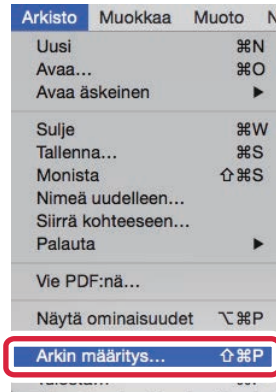 Arkisto Muokkaa Muoto
Uusi ⌘N
Avaa... ⌘O
Avaa äskeinen ▶
Sulje ⌘W
Tallenna... ⌘S
Monista ⇧⌘S
Nimeä uudelleen...
Siirrä kohteeseen...
Palauta ▶
Vie PDF:nä...
Näytä ominaisuudet ⌥⌘P
Arkin määritys... ⇧⌘P